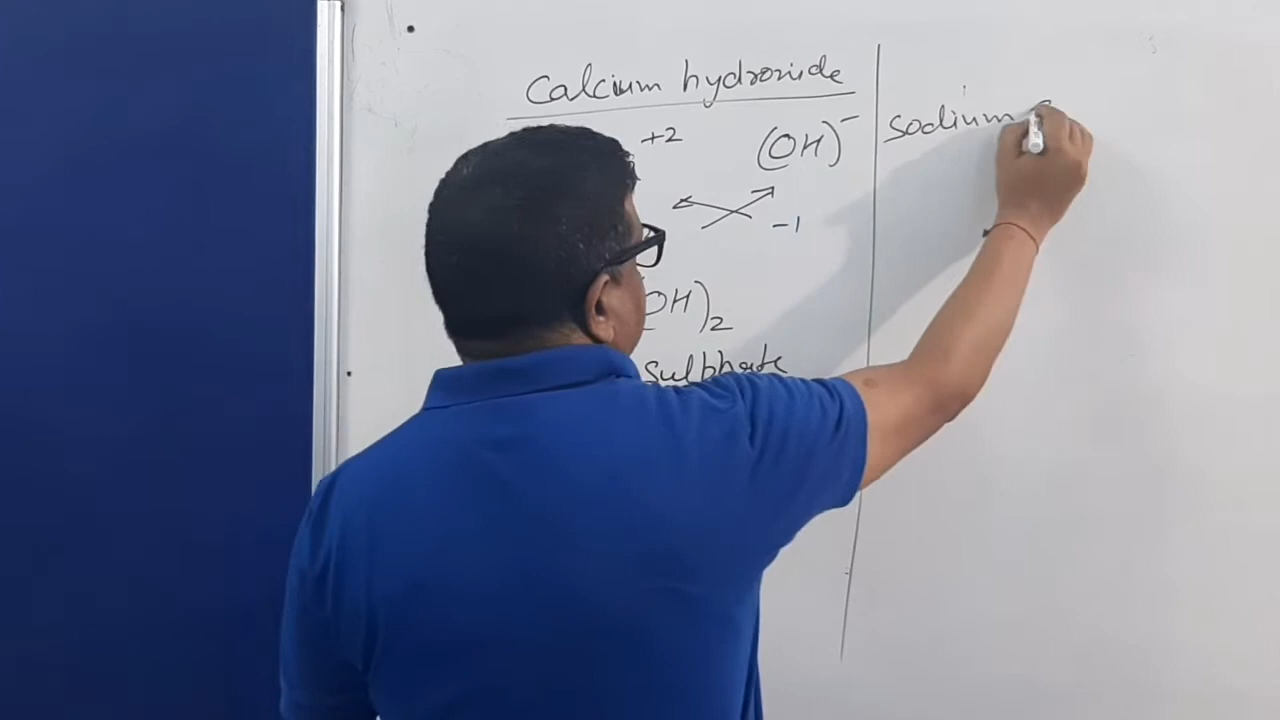 Calcium hydroxide
+2 (OH)⁻
-1
OH)₂
sulphate
sodium